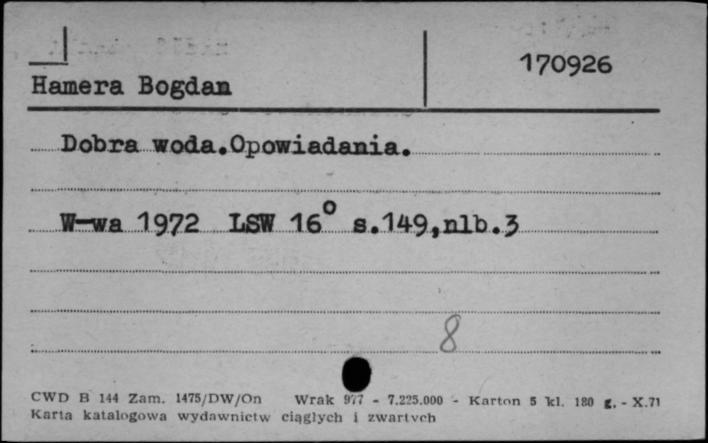 170926
Hamera Bogdan
Dobra woda.Opowiadania.
W-wa 1972 LSW 16° s.149,nlb.3
8
CWD B 144 Zam. 1475/DW/On Wrak 977 - 7.225.000 - Karton 5 kl. 180 g. - X.71
Karta katalogowa wydawnictw ciągłych i zwartych